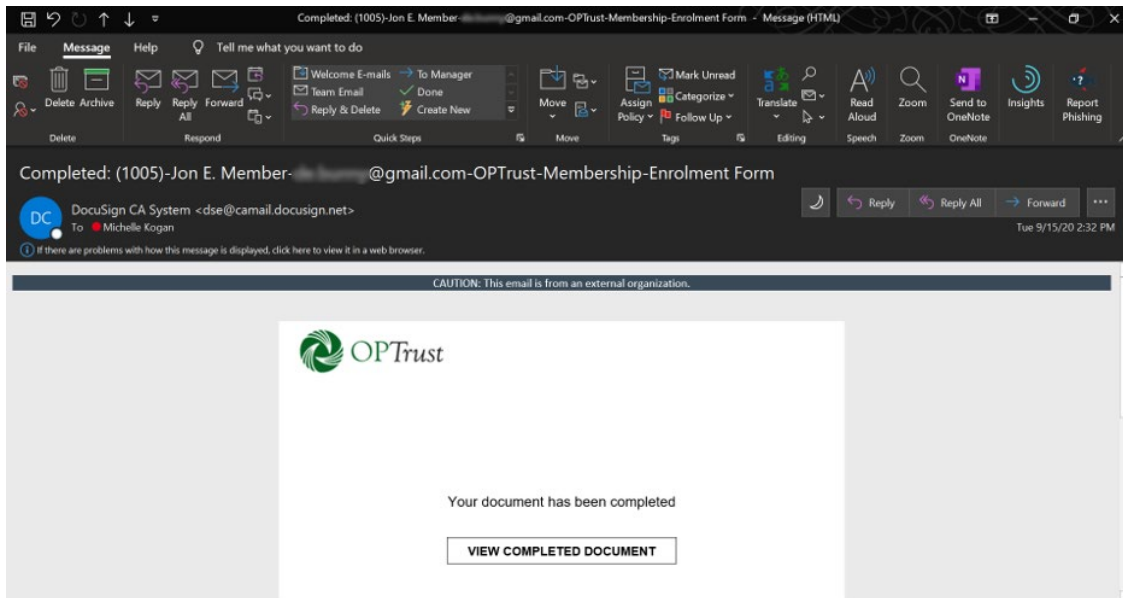 Completed: (1005)-Jon E. Member- @gmail.com-OPTrust-Membership-Enrolment Form - Message (HTML)
File Message Help Tell me what you want to do
Delete Archive
Reply Reply All Forward
Welcome E-mails To Manager
Team Email Done
Reply & Delete Create New
Move
Assign Policy
Mark Unread
Categorize
Follow Up
Translate
Read Aloud
Zoom
Send to OneNote
Insights
Report Phishing
Delete Respond Quick Steps Move Tags Editing Speech Zoom OneNote
Completed: (1005)-Jon E. Member- @gmail.com-OPTrust-Membership-Enrolment Form
DC
DocuSign CA System <dse@camail.docusign.net>
To Michelle Kogan
Reply Reply All Forward
Tue 9/15/20 2:32 PM
If there are problems with how this message is displayed, click here to view it in a web browser.
CAUTION: This email is from an external organization.
OPTrust
Your document has been completed
VIEW COMPLETED DOCUMENT